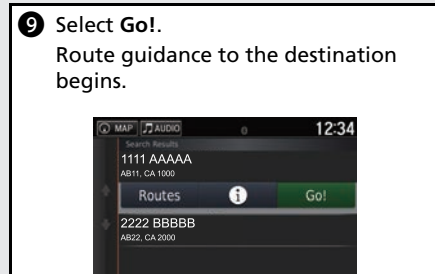 9 Select Go!.
Route guidance to the destination
begins.
MAP AUDIO 0 12:34
Search Results
1111 AAAAA
AB11, CA 1000
Routes i Go!
2222 BBBBB
AB22, CA 2000